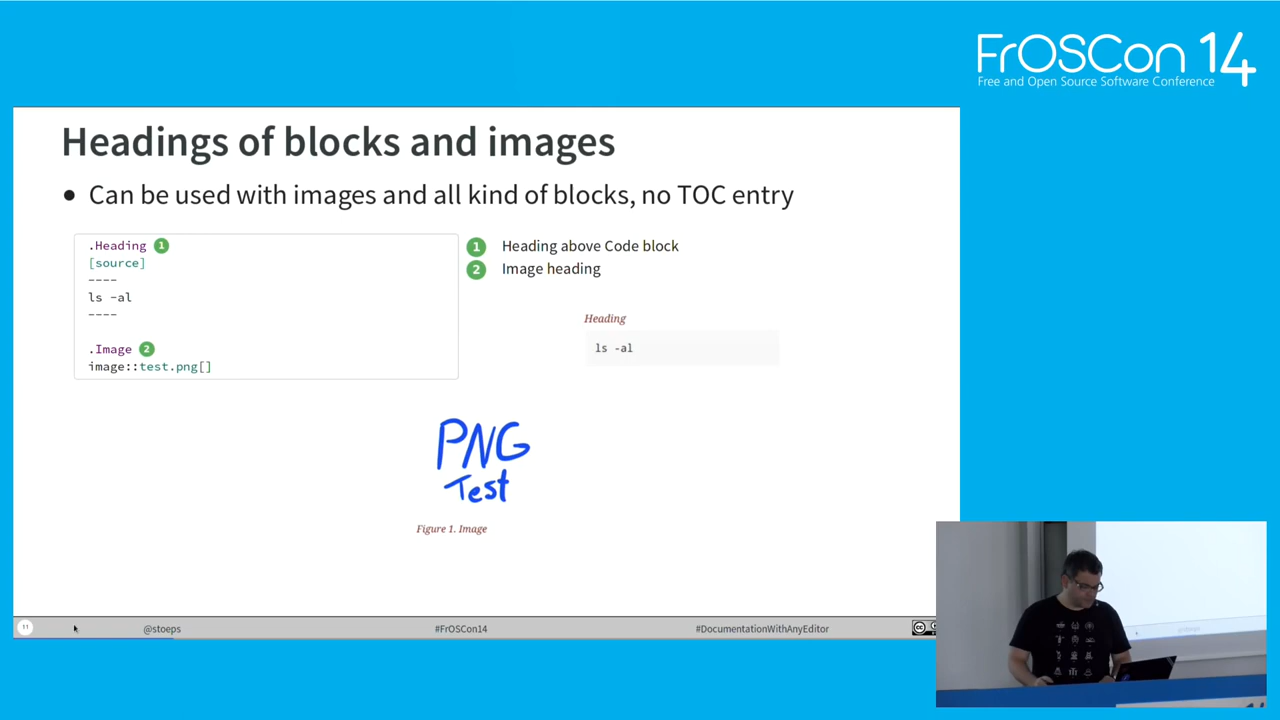 FrOSCon 14
Free and Open Source Software Conference
Headings of blocks and images
● Can be used with images and all kind of blocks, no TOC entry
.Heading 1
[source]
----
ls -al
----
.Image 2
image::test.png[]
1 Heading above Code block
2 Image heading
Heading
ls -al
PNG
Test
Figure 1. Image
11
@stoeps
#FrOSCon14
#DocumentationWithAnyEditor
cc